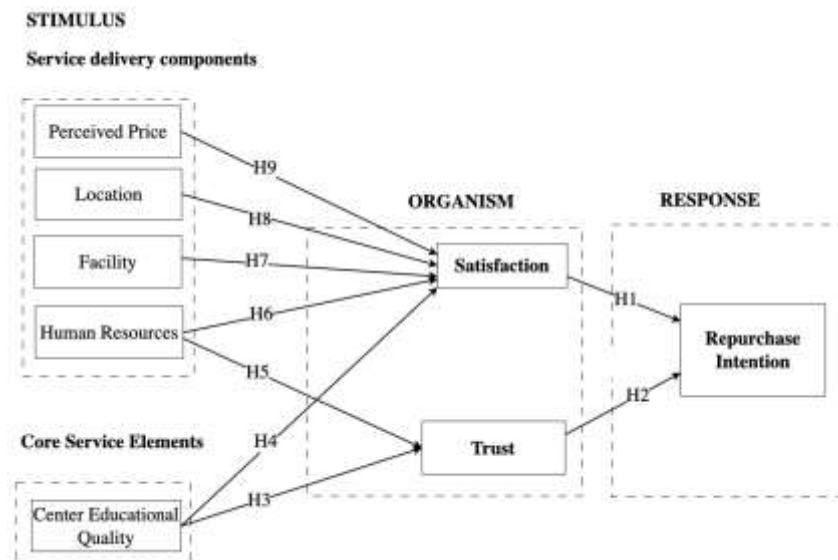 STIMULUS
Service delivery components
Perceived Price
Location
Facility
Human Resources
Core Service Elements
Center Educational
Quality
H9
H8
H7
H6
H5
H4
H3
ORGANISM
Satisfaction
Trust
H1
H2
RESPONSE
Repurchase
Intention